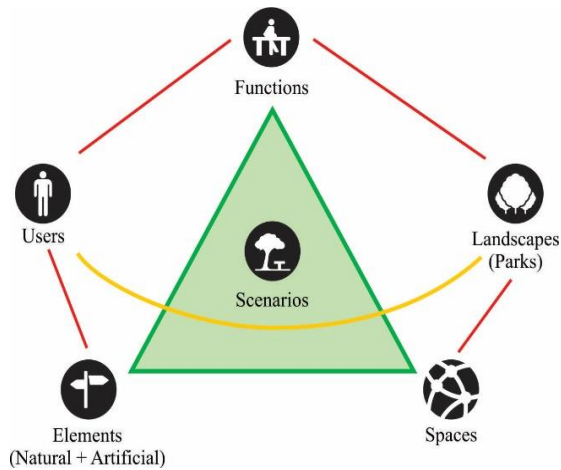 Functions
Users
Landscapes
(Parks)
Scenarios
Elements
(Natural + Artificial)
Spaces